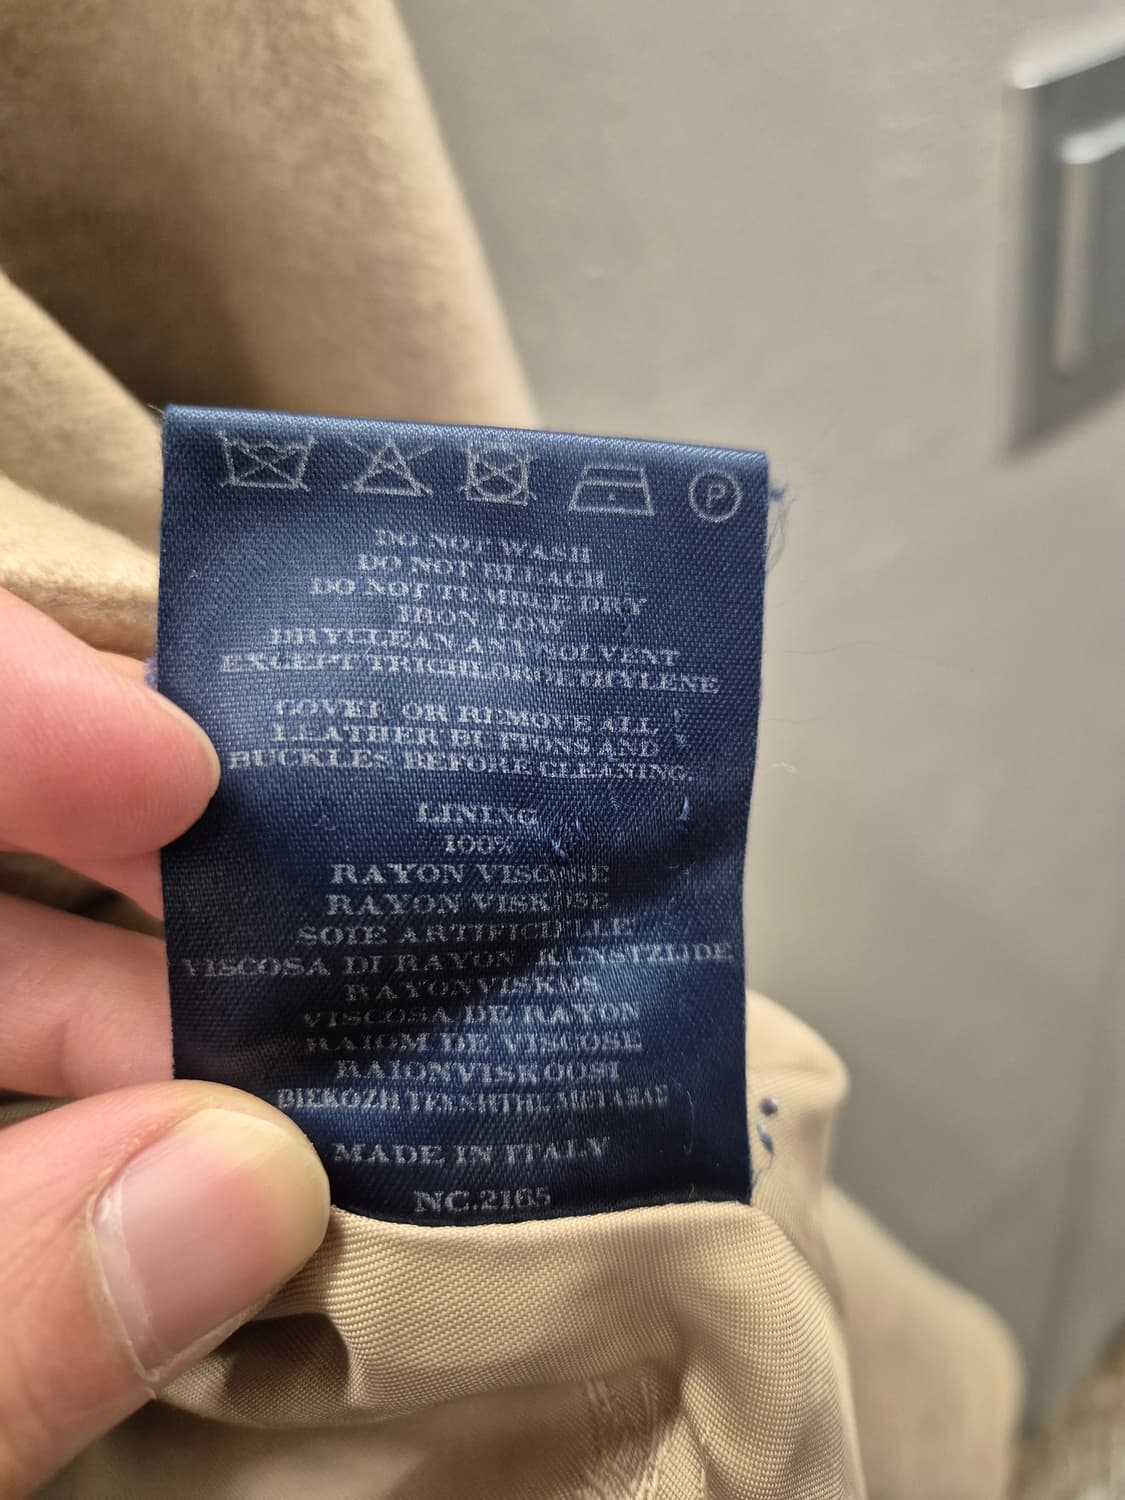 P
DO NOT WASH
DO NOT BLEACH
DO NOT TUMBLE DRY
IRON LOW
DRYCLEAN ANY SOLVENT
EXCEPT TRICHLOROETHYLENE
COVER OR REMOVE ALL
LEATHER BUTTONS AND
BUCKLES BEFORE CLEANING.
LINING
100%
RAYON VISCOSE
RAYON VISKOSE
SOIE ARTIFICIELLE
VISCOSA DI RAYON KUNSTZIJDE
RAYONVISKOS
VISCOSA DE RAYON
RAIOM DE VISCOSE
RAIONVISKOOSI
MADE IN ITALY
NC.2165